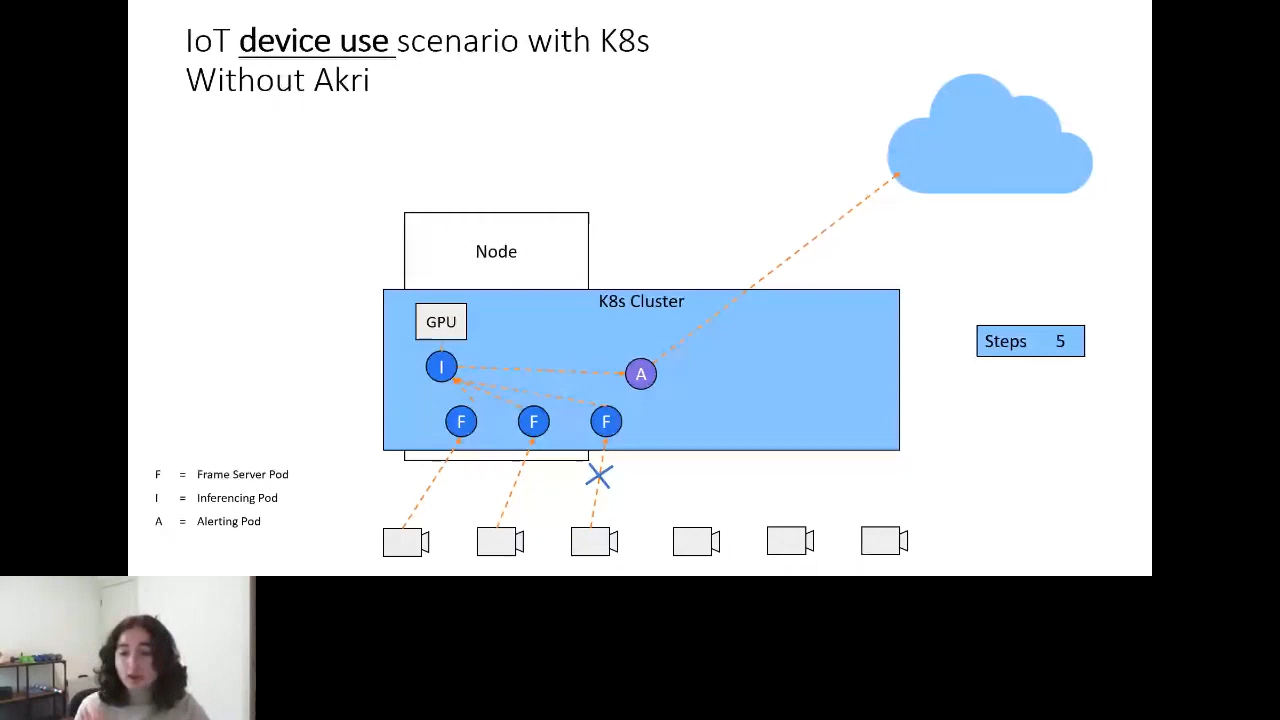 IoT device use scenario with K8s
Without Akri
Node
K8s Cluster
GPU
Steps 5
I
A
F F F
F = Frame Server Pod
I = Inferencing Pod
A = Alerting Pod